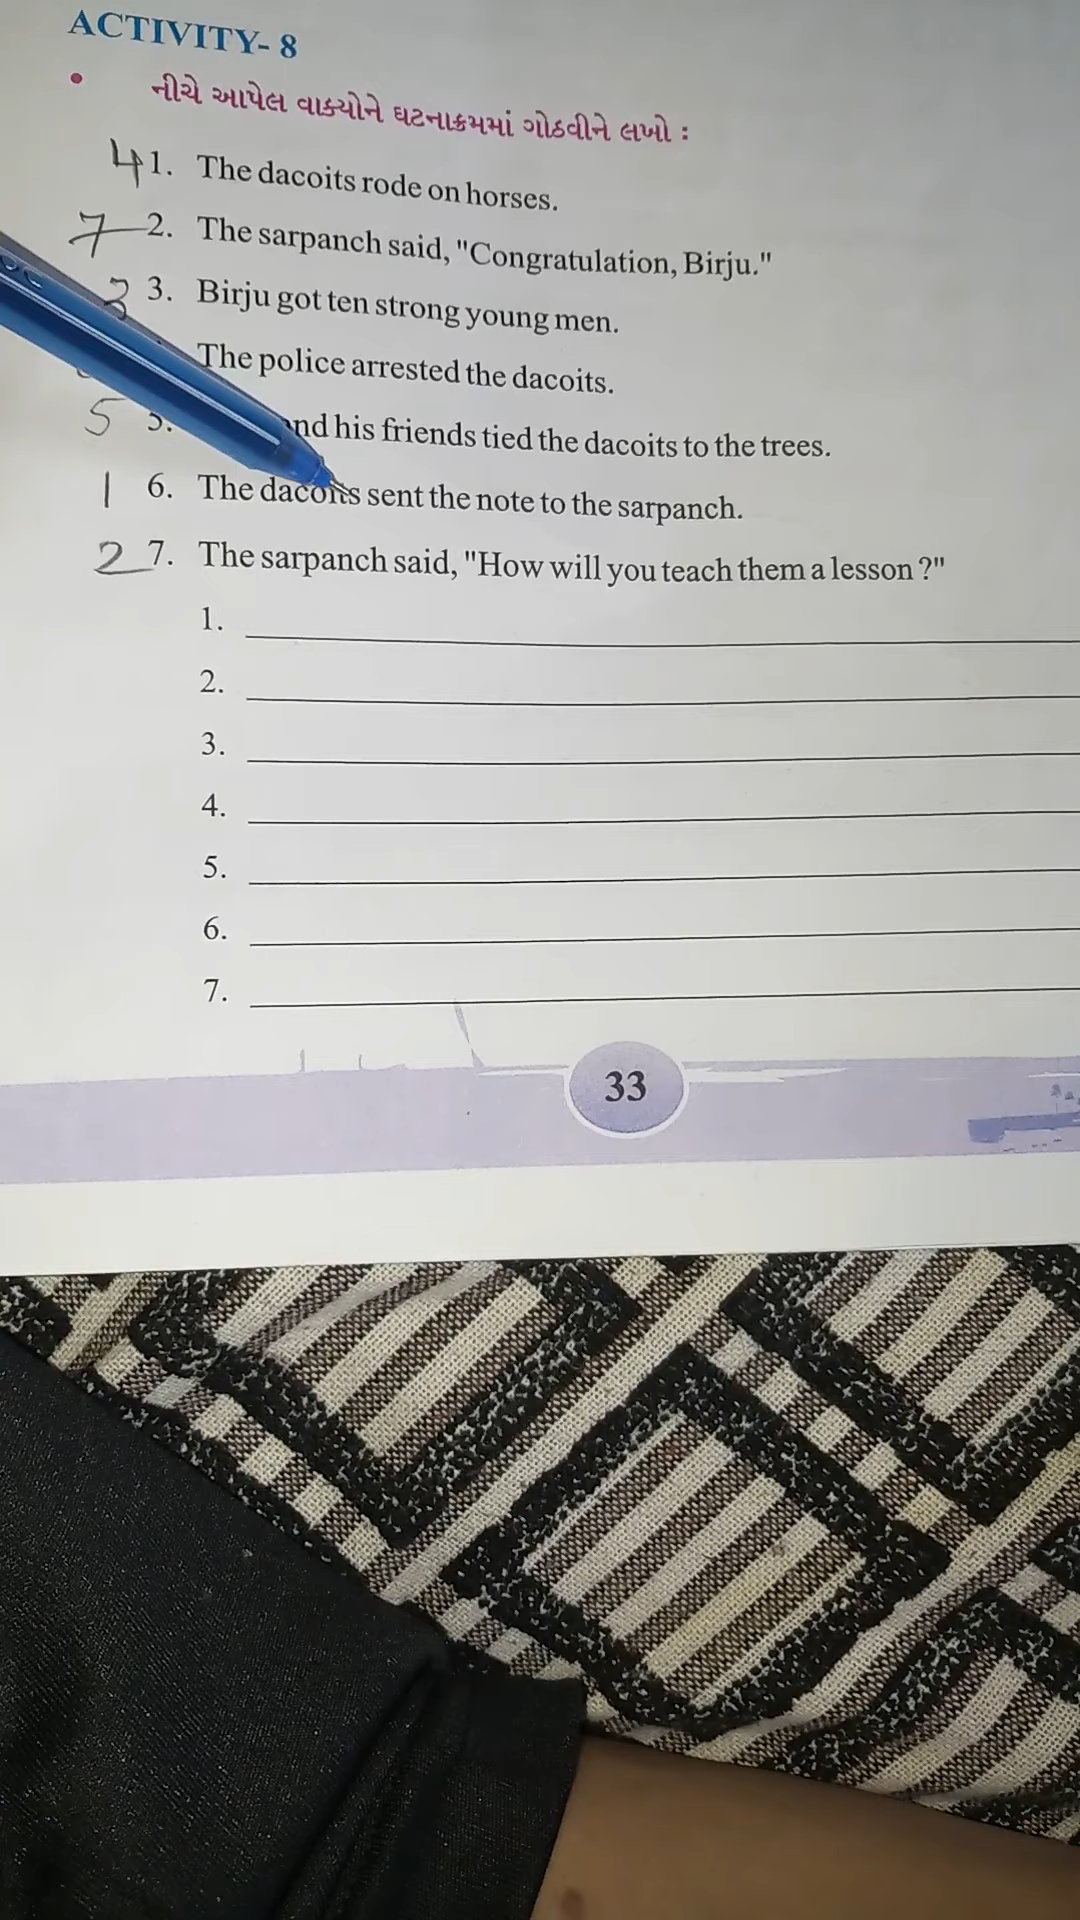 ACTIVITY- 8
• નીચે આપેલ વાક્યોને ઘટનાક્રમમાં ગોઠવીને લખો :
4 1. The dacoits rode on horses.
7 2. The sarpanch said, "Congratulation, Birju."
3 3. Birju got ten strong young men.
The police arrested the dacoits.
5 5. and his friends tied the dacoits to the trees.
1 6. The dacoits sent the note to the sarpanch.
2 7. The sarpanch said, "How will you teach them a lesson ?"
1.
2.
3.
4.
5.
6.
7.
33